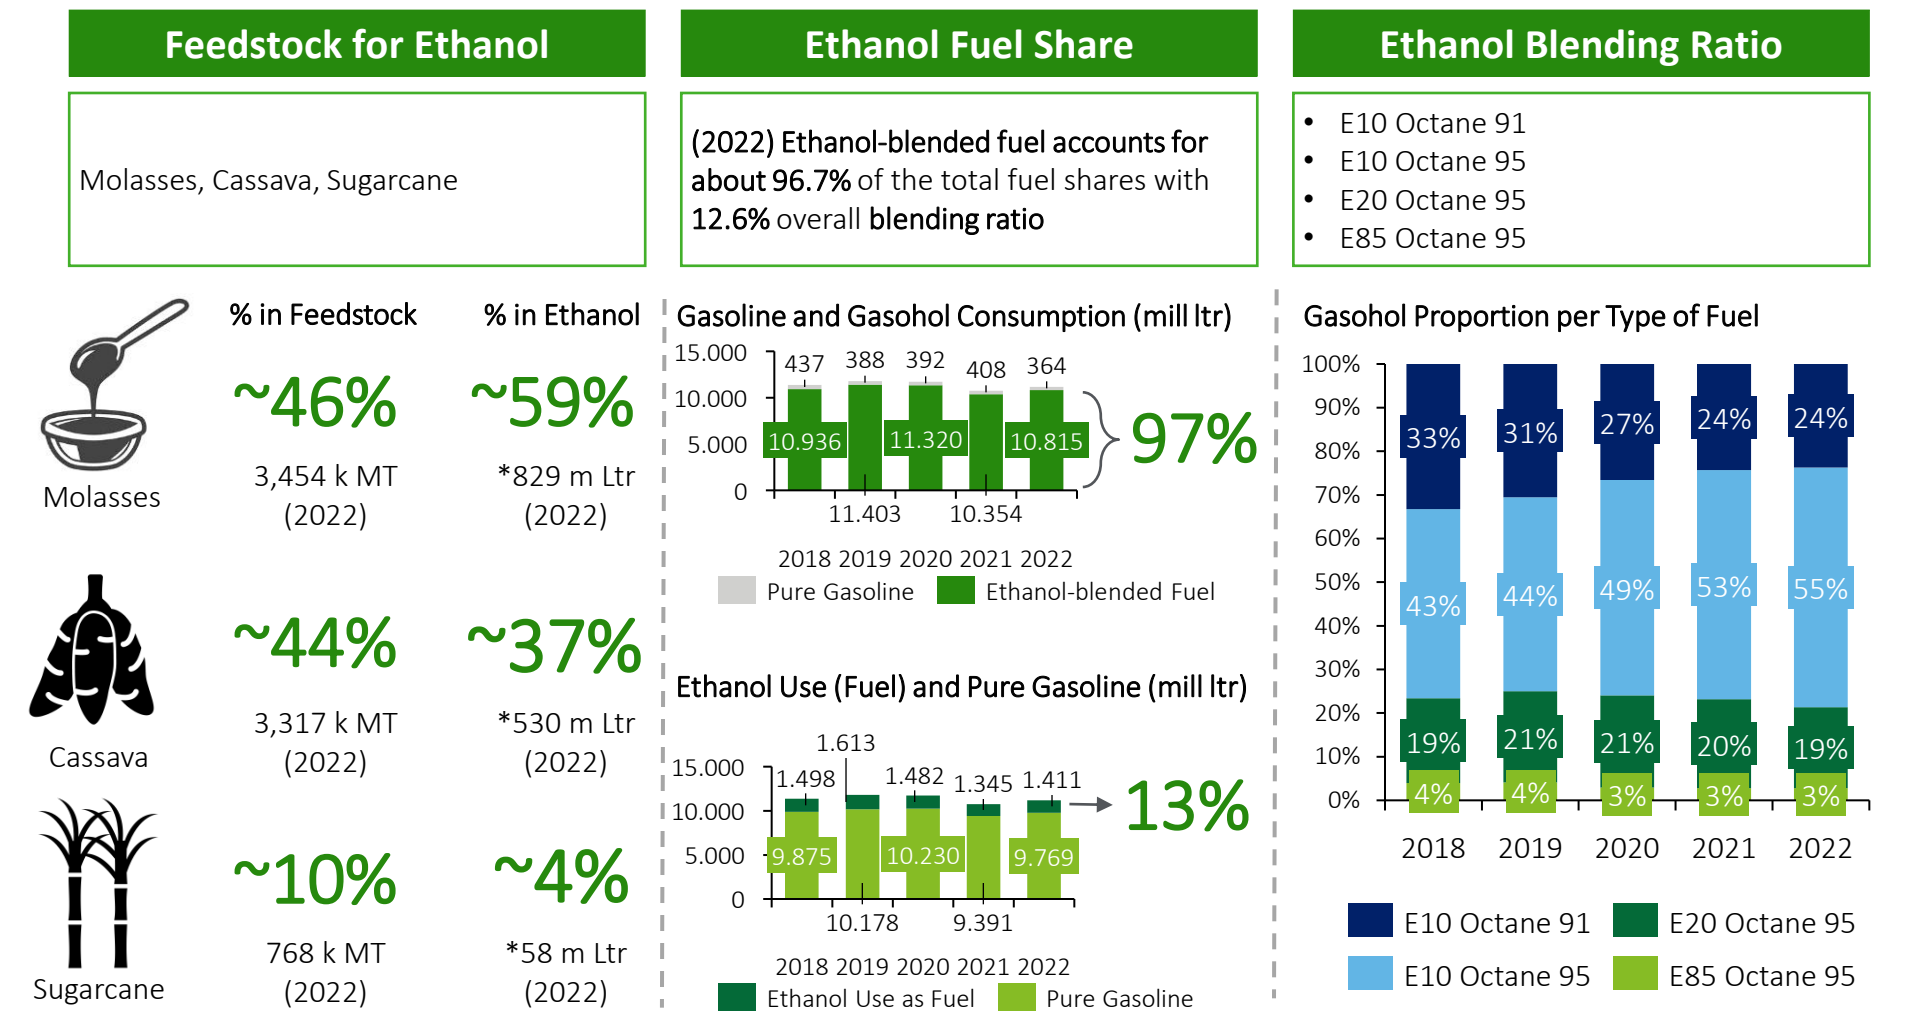 Feedstock for Ethanol
Molasses, Cassava, Sugarcane
% in Feedstock
% in Ethanol
~46%
~59%
3,454 k MT
(2022)
*829 m Ltr
(2022)
Molasses
~44%
~37%
3,317 k MT
(2022)
*530 m Ltr
(2022)
Cassava
~10%
~4%
768 k MT
(2022)
*58 m Ltr
(2022)
Sugarcane
Ethanol Fuel Share
(2022) Ethanol-blended fuel accounts for
about 96.7% of the total fuel shares with
12.6% overall blending ratio
Gasoline and Gasohol Consumption (mill ltr)
15.000
10.000
5.000
0
437
388
392
408
364
10.936
11.320
10.815
11.403
10.354
97%
2018 2019 2020 2021 2022
Pure Gasoline
Ethanol-blended Fuel
Ethanol Use (Fuel) and Pure Gasoline (mill ltr)
15.000
10.000
5.000
0
1.498
1.613
1.482
1.345
1.411
9.875
10.230
9.769
10.178
9.391
13%
2018 2019 2020 2021 2022
Ethanol Use as Fuel
Pure Gasoline
Ethanol Blending Ratio
• E10 Octane 91
• E10 Octane 95
• E20 Octane 95
• E85 Octane 95
Gasohol Proportion per Type of Fuel
100%
90%
80%
70%
60%
50%
40%
30%
20%
10%
0%
33%
31%
27%
24%
24%
43%
44%
49%
53%
55%
19%
21%
21%
20%
19%
4%
4%
3%
3%
3%
2018 2019 2020 2021 2022
E10 Octane 91
E20 Octane 95
E10 Octane 95
E85 Octane 95